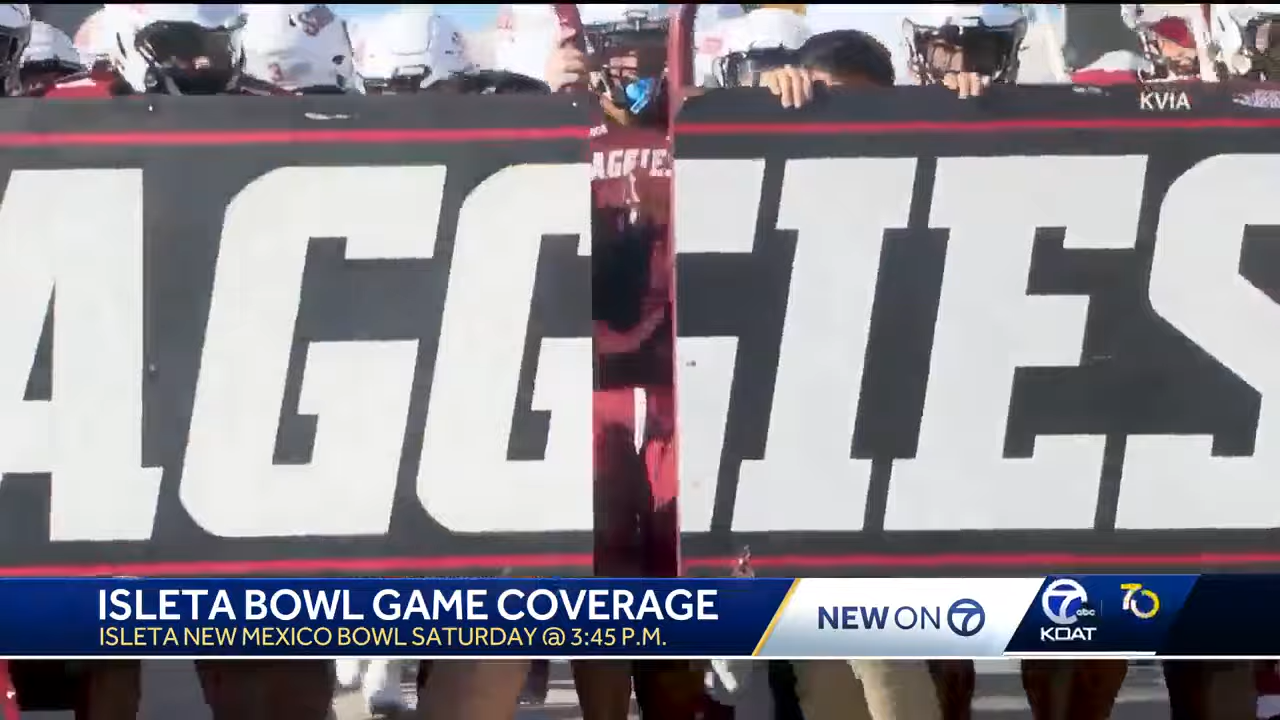 KVIA
AGGIES
AGGIES
ISLETA BOWL GAME COVERAGE
ISLETA NEW MEXICO BOWL SATURDAY @ 3:45 P.M.
NEW ON 7
7 abc
KOAT
70